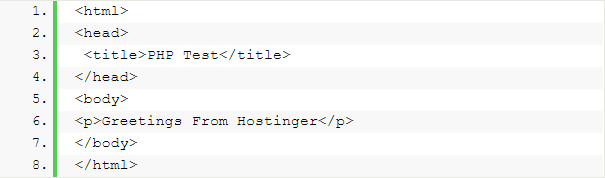 1. <html>
2. <head>
3. <title>PHP Test</title>
4. </head>
5. <body>
6. <p>Greetings From Hostinger</p>
7. </body>
8. </html>